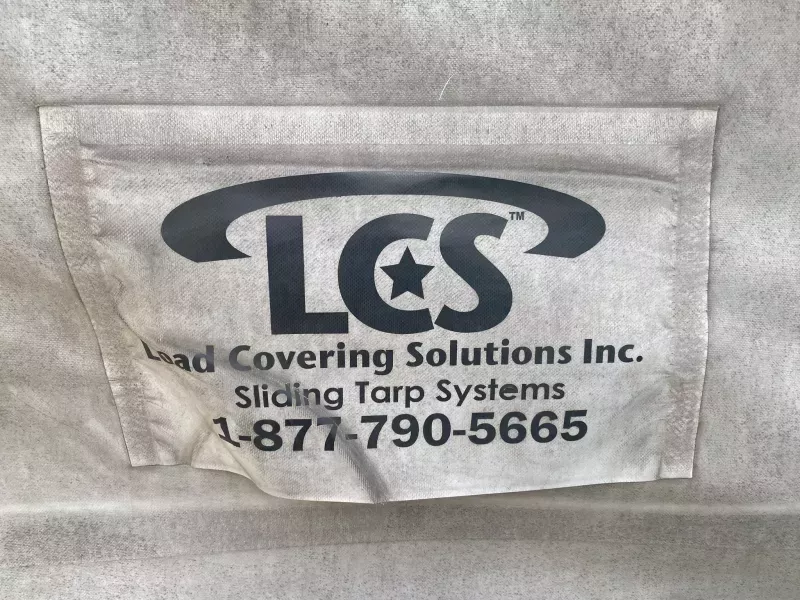 LCS™
Load Covering Solutions Inc.
Sliding Tarp Systems
1-877-790-5665